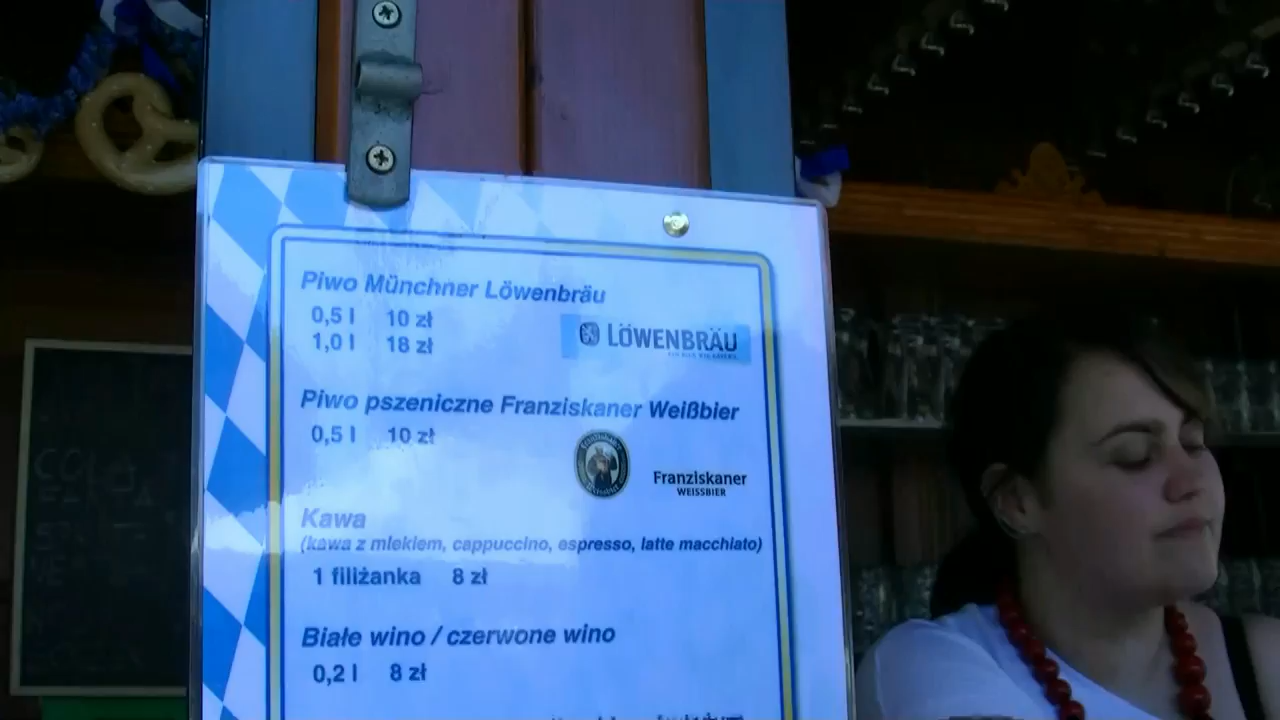 Piwo Münchner Löwenbräu
0,5 l 10 zł
1,0 l 18 zł
LÖWENBRÄU
Piwo pszeniczne Franziskaner Weißbier
0,5 l 10 zł
Franziskaner
WEISSBIER
Kawa
(kawa z mlekiem, cappuccino, espresso, latte macchiato)
1 filiżanka 8 zł
Białe wino / czerwone wino
0,2 l 8 zł